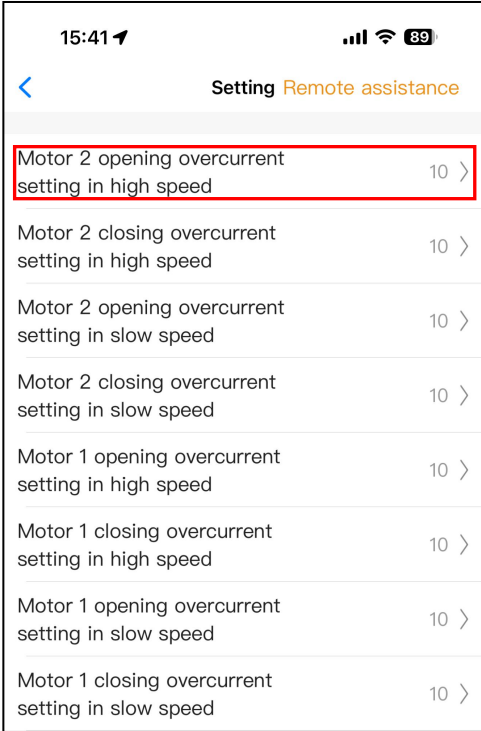 15:41
89
Setting Remote assistance
Motor 2 opening overcurrent
setting in high speed
10
Motor 2 closing overcurrent
setting in high speed
10
Motor 2 opening overcurrent
setting in slow speed
10
Motor 2 closing overcurrent
setting in slow speed
10
Motor 1 opening overcurrent
setting in high speed
10
Motor 1 closing overcurrent
setting in high speed
10
Motor 1 opening overcurrent
setting in slow speed
10
Motor 1 closing overcurrent
setting in slow speed
10